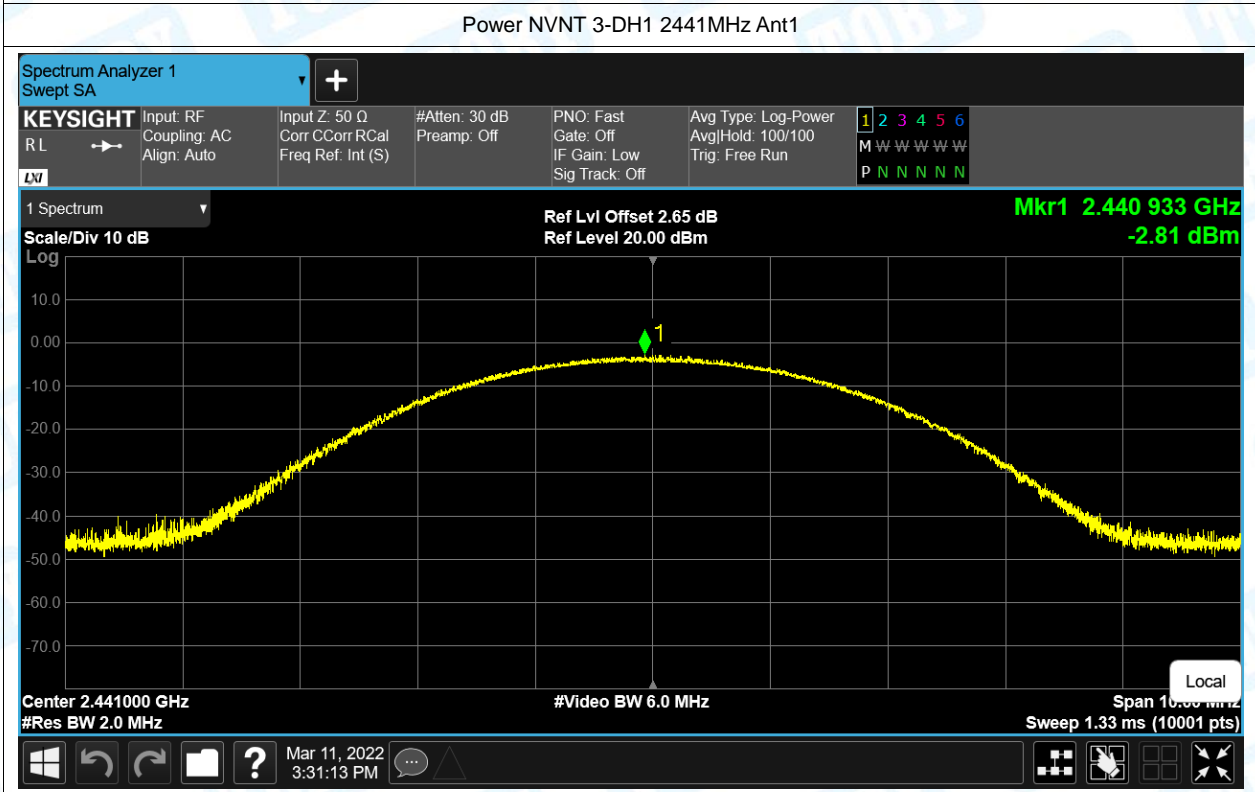 Power NVNT 3-DH1 2441MHz Ant1
Spectrum Analyzer 1
Swept SA
KEYSIGHT
R L
LXI
Input: RF
Coupling: AC
Align: Auto
Input Z: 50 Ω
Corr CCorr RCal
Freq Ref: Int (S)
#Atten: 30 dB
Preamp: Off
PNO: Fast
Gate: Off
IF Gain: Low
Sig Track: Off
Avg Type: Log-Power
Avg|Hold: 100/100
Trig: Free Run
1 2 3 4 5 6
M W W W W W
P N N N N N
1 Spectrum
Scale/Div 10 dB
Log
Ref Lvl Offset 2.65 dB
Ref Level 20.00 dBm
Mkr1 2.440 933 GHz
-2.81 dBm
10.0
0.00
-10.0
-20.0
-30.0
-40.0
-50.0
-60.0
-70.0
1
Center 2.441000 GHz
#Res BW 2.0 MHz
#Video BW 6.0 MHz
Local
Span 10.00 MHz
Sweep 1.33 ms (10001 pts)
?
Mar 11, 2022
3:31:13 PM